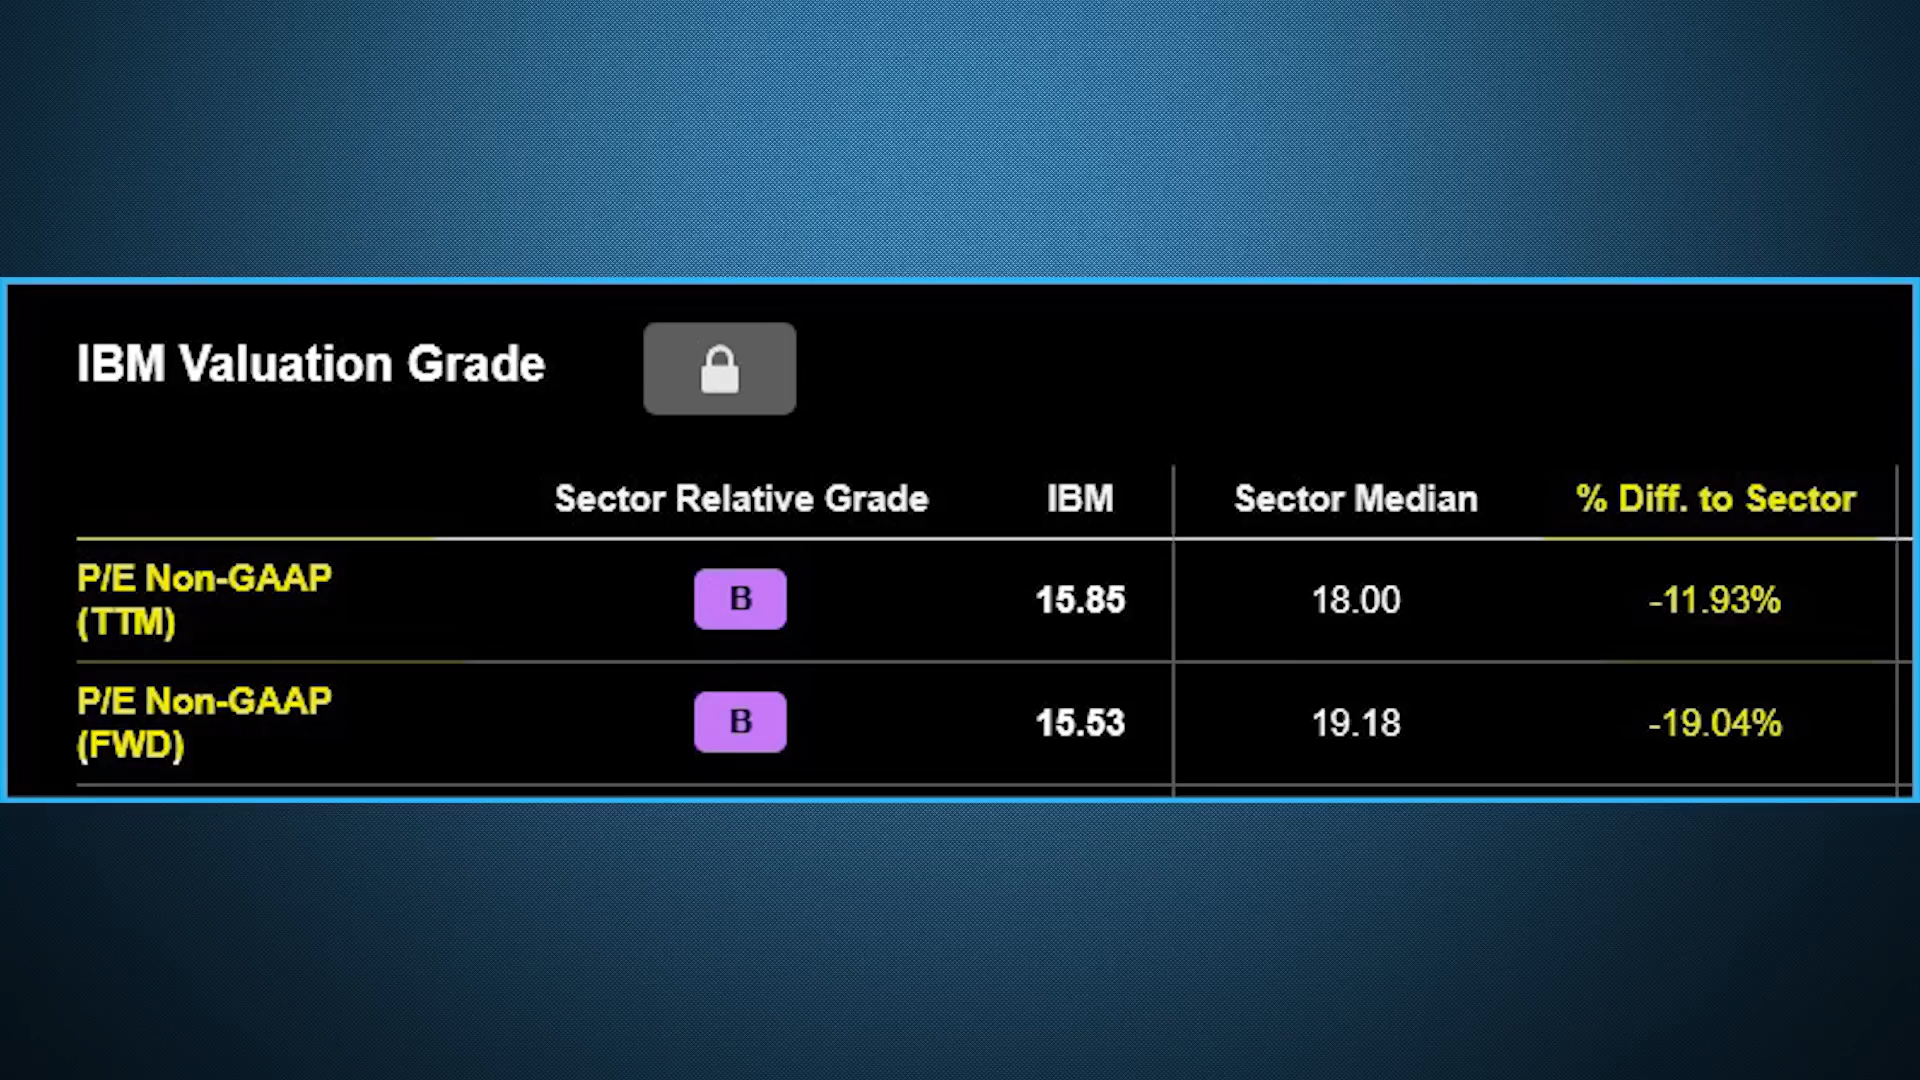 IBM Valuation Grade
Sector Relative Grade IBM Sector Median % Diff. to Sector
P/E Non-GAAP
(TTM) B 15.85 18.00 -11.93%
P/E Non-GAAP
(FWD) B 15.53 19.18 -19.04%